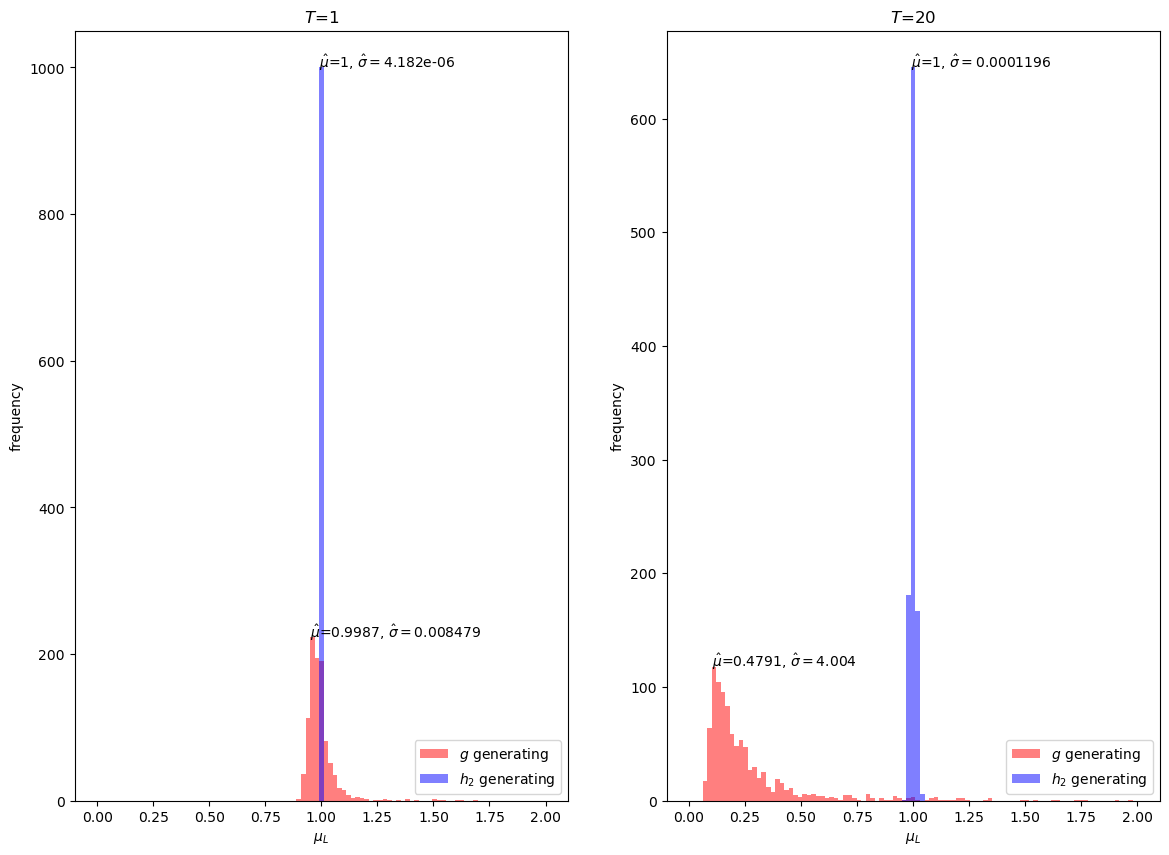 T=1
1000
800
600
400
200
0
frequency
μ̂=1, σ̂ = 4.182e-06
μ̂=0.9987, σ̂ = 0.008479
g generating
h₂ generating
0.00 0.25 0.50 0.75 1.00 1.25 1.50 1.75 2.00
μ_L
T=20
600
500
400
300
200
100
0
frequency
μ̂=1, σ̂ = 0.0001196
μ̂=0.4791, σ̂ = 4.004
g generating
h₂ generating
0.00 0.25 0.50 0.75 1.00 1.25 1.50 1.75 2.00
μ_L